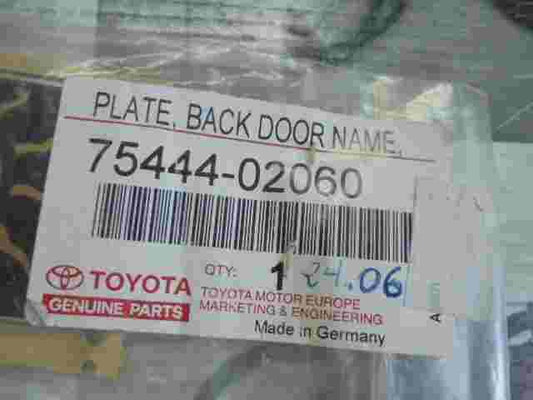 PLATE, BACK DOOR NAME,
75444-02060
QTY: 1 24.06
TOYOTA
GENUINE PARTS
TOYOTA MOTOR EUROPE
MARKETING & ENGINEERING
Made in Germany
A